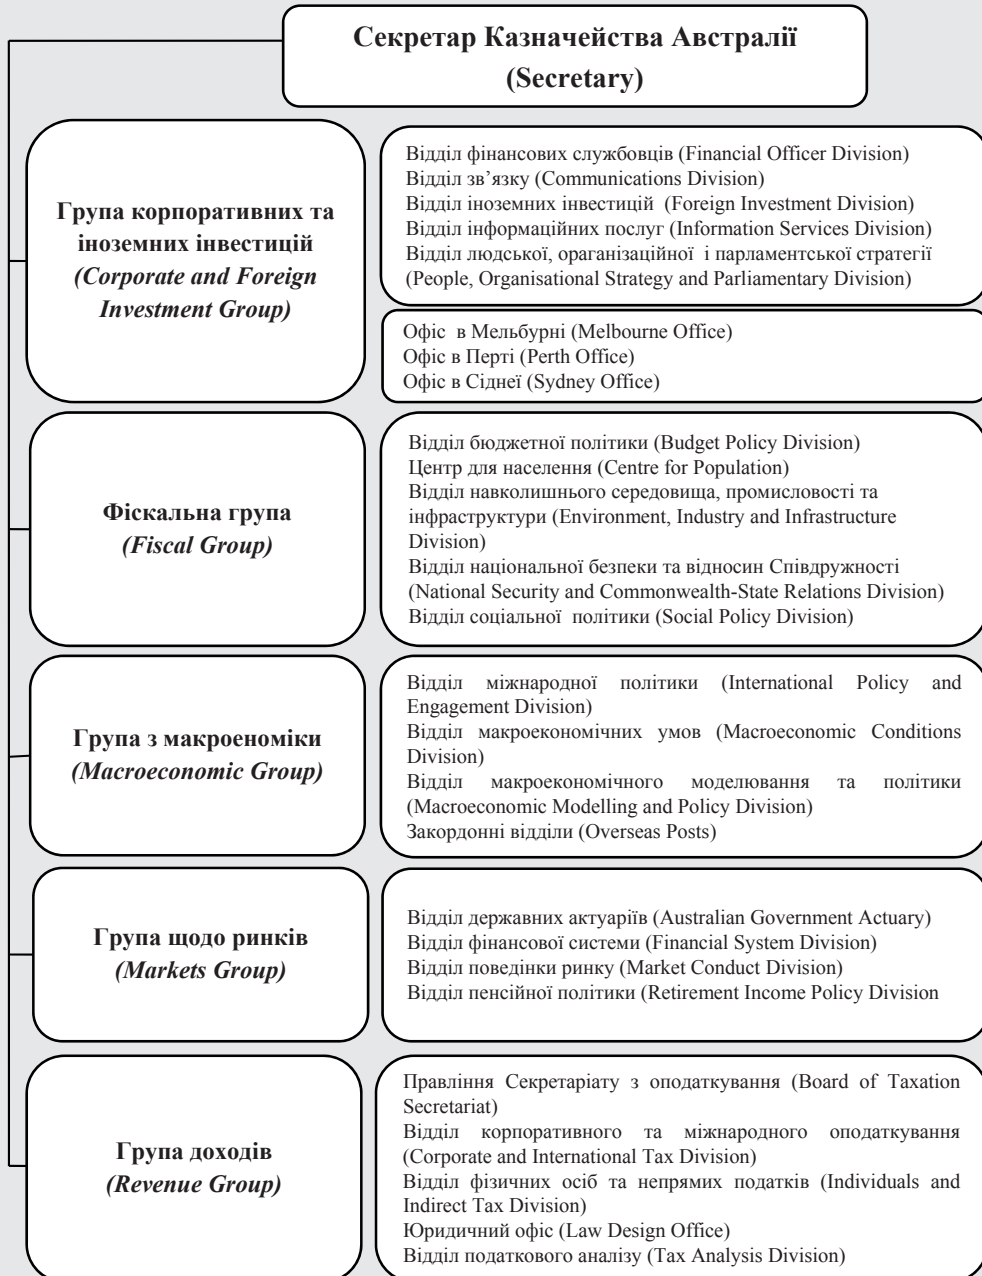 Секретар Казначейства Австралії
(Secretary)
Група корпоративних та
іноземних інвестицій
(Corporate and Foreign
Investment Group)
Відділ фінансових службовців (Financial Officer Division)
Відділ зв’язку (Communications Division)
Відділ іноземних інвестицій (Foreign Investment Division)
Відділ інформаційних послуг (Information Services Division)
Відділ людської, ораганізаційної і парламентської стратегії
(People, Organisational Strategy and Parliamentary Division)
Офіс в Мельбурні (Melbourne Office)
Офіс в Перті (Perth Office)
Офіс в Сіднеї (Sydney Office)
Фіскальна група
(Fiscal Group)
Відділ бюджетної політики (Budget Policy Division)
Центр для населення (Centre for Population)
Відділ навколишнього середовища, промисловості та
інфраструктури (Environment, Industry and Infrastructure
Division)
Відділ національної безпеки та відносин Співдружності
(National Security and Commonwealth-State Relations Division)
Відділ соціальної політики (Social Policy Division)
Група з макроеноміки
(Macroeconomic Group)
Відділ міжнародної політики (International Policy and
Engagement Division)
Відділ макроекономічних умов (Macroeconomic Conditions
Division)
Відділ макроекономічного моделювання та політики
(Macroeconomic Modelling and Policy Division)
Закордонні відділи (Overseas Posts)
Група щодо ринків
(Markets Group)
Відділ державних актуаріїв (Australian Government Actuary)
Відділ фінансової системи (Financial System Division)
Відділ поведінки ринку (Market Conduct Division)
Відділ пенсійної політики (Retirement Income Policy Division
Група доходів
(Revenue Group)
Правління Секретаріату з оподаткування (Board of Taxation
Secretariat)
Відділ корпоративного та міжнародного оподаткування
(Corporate and International Tax Division)
Відділ фізичних осіб та непрямих податків (Individuals and
Indirect Tax Division)
Юридичний офіс (Law Design Office)
Відділ податкового аналізу (Tax Analysis Division)